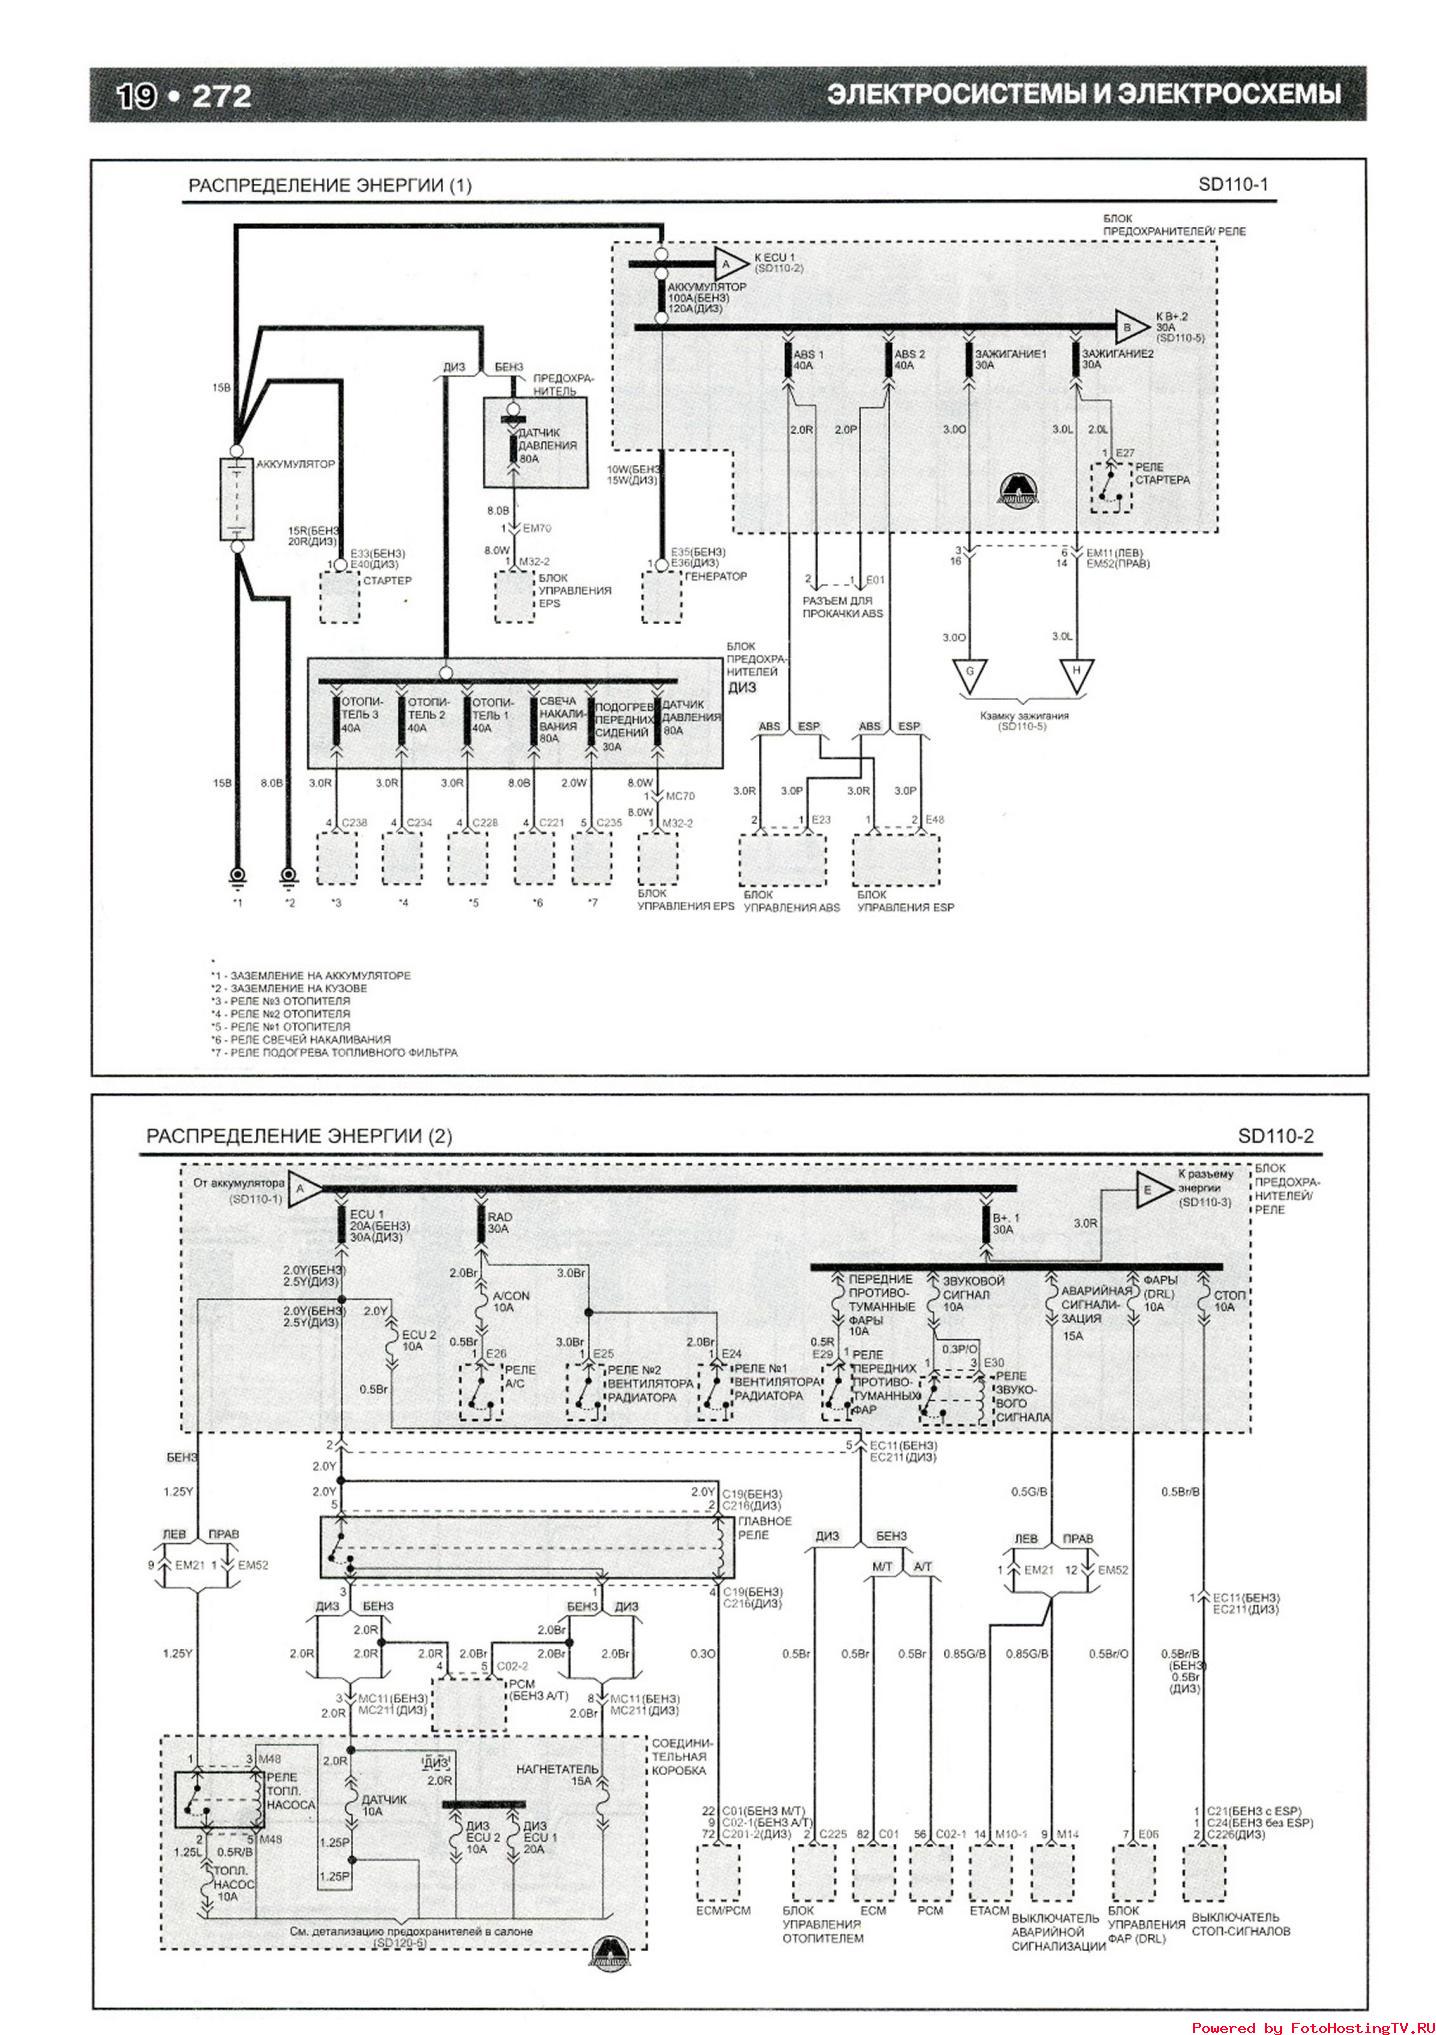 19 • 272
ЭЛЕКТРОСИСТЕМЫ И ЭЛЕКТРОСХЕМЫ
РАСПРЕДЕЛЕНИЕ ЭНЕРГИИ (1)
SD110-1
БЛОК
ПРЕДОХРАНИТЕЛЕЙ/ РЕЛЕ
A
К ECU 1
(SD110-2)
АККУМУЛЯТОР
100A(БЕНЗ)
120A(ДИЗ)
B
К B+.2
30A
(SD110-5)
ABS 1
40A
ABS 2
40A
ЗАЖИГАНИЕ1
30A
ЗАЖИГАНИЕ2
30A
15B
ДИЗ
БЕНЗ
ПРЕДОХРА-
НИТЕЛЬ
ДАТЧИК
ДАВЛЕНИЯ
80A
2.0R
2.0P
3.0O
3.0L
2.0L
1
E27
РЕЛЕ
СТАРТЕРА
АККУМУЛЯТОР
10W(БЕНЗ
15W(ДИЗ)
8.0B
1
EM70
8.0W
1
M32-2
БЛОК
УПРАВЛЕНИЯ
EPS
15R(БЕНЗ
20R(ДИЗ)
E33(БЕНЗ)
1
E40(ДИЗ)
СТАРТЕР
E35(БЕНЗ)
1
E36(ДИЗ)
ГЕНЕРАТОР
2
1
E01
РАЗЪЕМ ДЛЯ
ПРОКАЧКИ ABS
3
16
6
14
EM11(ЛЕВ)
EM52(ПРАВ)
3.0O
3.0L
G
H
Кзамку зажигания
(SD110-5)
БЛОК
ПРЕДОХРА-
НИТЕЛЕЙ
ДИЗ
ОТОПИ-
ТЕЛЬ 3
40A
ОТОПИ-
ТЕЛЬ 2
40A
ОТОПИ-
ТЕЛЬ 1
40A
СВЕЧА
НАКАЛИ-
ВАНИЯ
80A
ПОДОГРЕВ
ПЕРЕДНИХ
СИДЕНИЙ
30A
ДАТЧИК
ДАВЛЕНИЯ
80A
ABS
ESP
ABS
ESP
15B
8.0B
3.0R
3.0R
3.0R
8.0B
2.0W
8.0W
1
MC70
8.0W
3.0R
3.0P
3.0R
3.0P
4
C238
4
C234
4
C228
4
C221
5
C235
1
M32-2
2
1
E23
1
2
E48
*1
*2
*3
*4
*5
*6
*7
БЛОК
УПРАВЛЕНИЯ EPS
БЛОК
УПРАВЛЕНИЯ ABS
БЛОК
УПРАВЛЕНИЯ ESP
*
*1 - ЗАЗЕМЛЕНИЕ НА АККУМУЛЯТОРЕ
*2 - ЗАЗЕМЛЕНИЕ НА КУЗОВЕ
*3 - РЕЛЕ №3 ОТОПИТЕЛЯ
*4 - РЕЛЕ №2 ОТОПИТЕЛЯ
*5 - РЕЛЕ №1 ОТОПИТЕЛЯ
*6 - РЕЛЕ СВЕЧЕЙ НАКАЛИВАНИЯ
*7 - РЕЛЕ ПОДОГРЕВА ТОПЛИВНОГО ФИЛЬТРА
РАСПРЕДЕЛЕНИЕ ЭНЕРГИИ (2)
SD110-2
От аккумулятора
(SD110-1)
A
E
К разъему
энергии
(SD110-3)
БЛОК
ПРЕДОХРА-
НИТЕЛЕЙ/
РЕЛЕ
ECU 1
20A(БЕНЗ)
30A(ДИЗ)
RAD
30A
B+. 1
30A
3.0R
2.0Y(БЕНЗ
2.5Y(ДИЗ)
2.0Y(БЕНЗ)
2.5Y(ДИЗ)
2.0Y
ECU 2
10A
0.5Br
2.0Br
A/CON
10A
0.5Br
3.0Br
3.0Br
2.0Br
ПЕРЕДНИЕ
ПРОТИВО-
ТУМАННЫЕ
ФАРЫ
10A
ЗВУКОВОЙ
СИГНАЛ
10A
АВАРИЙНАЯ
СИГНАЛИ-
ЗАЦИЯ
15A
ФАРЫ
(DRL)
10A
СТОП
10A
1
E26
РЕЛЕ
A/C
1
E25
РЕЛЕ №2
ВЕНТИЛЯТОРА
РАДИАТОРА
1
E24
РЕЛЕ №1
ВЕНТИЛЯТОРА
РАДИАТОРА
0.5R
E29
1
РЕЛЕ
ПЕРЕДНИХ
ПРОТИВО-
ТУМАННЫХ
ФАР
0.3P/O
1
3
E30
РЕЛЕ
ЗВУКО-
ВОГО
СИГНАЛА
БЕНЗ
1.25Y
2
5
EC11(БЕНЗ)
EC211(ДИЗ)
2.0Y
2.0Y
5
2.0Y
2
C19(БЕНЗ)
C216(ДИЗ)
ГЛАВНОЕ
РЕЛЕ
0.5G/B
0.5Br/B
ЛЕВ
ПРАВ
9
EM21
1
EM52
ДИЗ
БЕНЗ
M/T
A/T
ЛЕВ
ПРАВ
1
EM21
12
EM52
3
1
4
C19(БЕНЗ)
C216(ДИЗ)
1
EC11(БЕНЗ)
EC211(ДИЗ)
ДИЗ
БЕНЗ
БЕНЗ
ДИЗ
2.0R
2.0R
2.0R
2.0R
2.0Br
2.0Br
2.0Br
2.0Br
4
5
C02-2
PCM
(БЕНЗ A/T)
1.25Y
0.3O
0.5Br
0.5Br
0.5Br
0.85G/B
0.85G/B
0.5Br/O
0.5Br/B
(БЕНЗ)
0.5Br
(ДИЗ)
3
MC11(БЕНЗ)
MC211(ДИЗ)
2.0R
8
MC11(БЕНЗ)
MC211(ДИЗ)
2.0Br
СОЕДИНИ-
ТЕЛЬНАЯ
КОРОБКА
1
3
M48
РЕЛЕ
ТОПЛ.
НАСОСА
2
5
M48
1.25L
0.5R/B
ТОПЛ.
НАСОС
10A
2.0R
ДАТЧИК
10A
1.25P
1.25P
ДИЗ
2.0R
ДИЗ
ECU 2
10A
ДИЗ
ECU 1
20A
НАГНЕТАТЕЛЬ
15A
См. детализацию предохранителей в салоне
(SD120-5)
22
C01(БЕНЗ M/T)
9
C02-1(БЕНЗ A/T)
72
C201-2(ДИЗ)
2
C225
82
C01
56
C02-1
14
M10-1
9
M14
7
E06
1
C21(БЕНЗ с ESP)
1
C24(БЕНЗ без ESP)
2
C226(ДИЗ)
ECM/PCM
БЛОК
УПРАВЛЕНИЯ
ОТОПИТЕЛЕМ
ECM
PCM
ETACM
ВЫКЛЮЧАТЕЛЬ
АВАРИЙНОЙ
СИГНАЛИЗАЦИИ
БЛОК
УПРАВЛЕНИЯ
ФАР (DRL)
ВЫКЛЮЧАТЕЛЬ
СТОП-СИГНАЛОВ
Powered by FotoHostingTV.RU